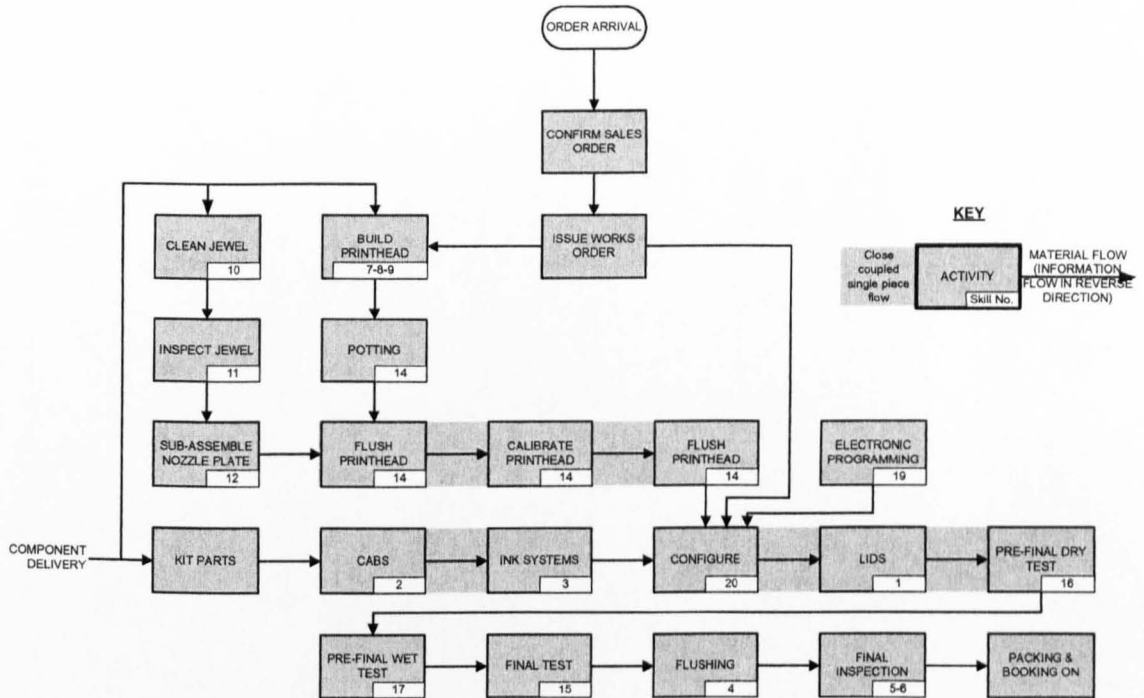 ORDER ARRIVAL
CONFIRM SALES
ORDER
ISSUE WORKS
ORDER
CLEAN JEWEL
10
BUILD
PRINTHEAD
7-8-9
KEY
Close
coupled
single piece
flow
ACTIVITY
Skill No.
MATERIAL FLOW
(INFORMATION
FLOW IN REVERSE
DIRECTION)
INSPECT JEWEL
11
POTTING
14
SUB-ASSEMBLE
NOZZLE PLATE
12
FLUSH
PRINTHEAD
14
CALIBRATE
PRINTHEAD
14
FLUSH
PRINTHEAD
14
ELECTRONIC
PROGRAMMING
19
COMPONENT
DELIVERY
KIT PARTS
CABS
2
INK SYSTEMS
3
CONFIGURE
20
LIDS
1
PRE-FINAL DRY
TEST
16
PRE-FINAL WET
TEST
17
FINAL TEST
15
FLUSHING
4
FINAL
INSPECTION
5-6
PACKING &
BOOKING ON